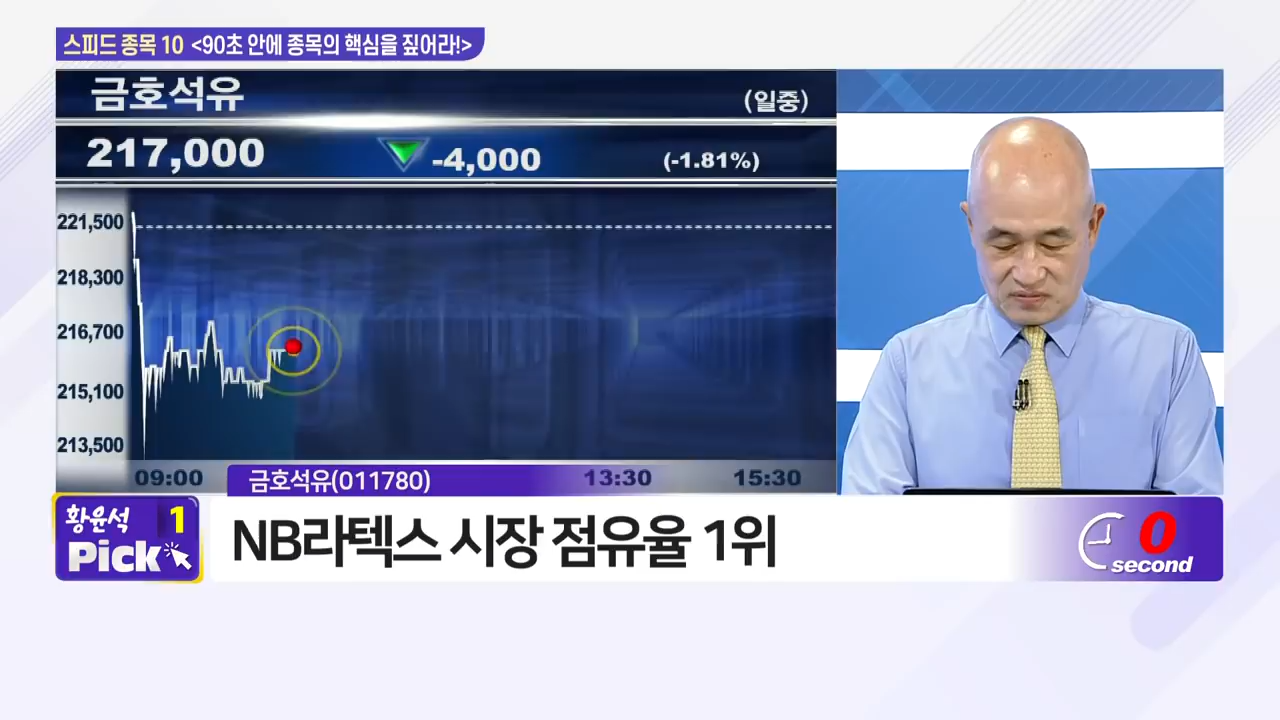 스피드 종목 10 <90초 안에 종목의 핵심을 짚어라!>
금호석유
(일중)
217,000
-4,000
(-1.81%)
221,500
218,300
216,700
215,100
213,500
09:00
13:30
15:30
금호석유(011780)
황윤석 1
Pick
NB라텍스 시장 점유율 1위
0
second